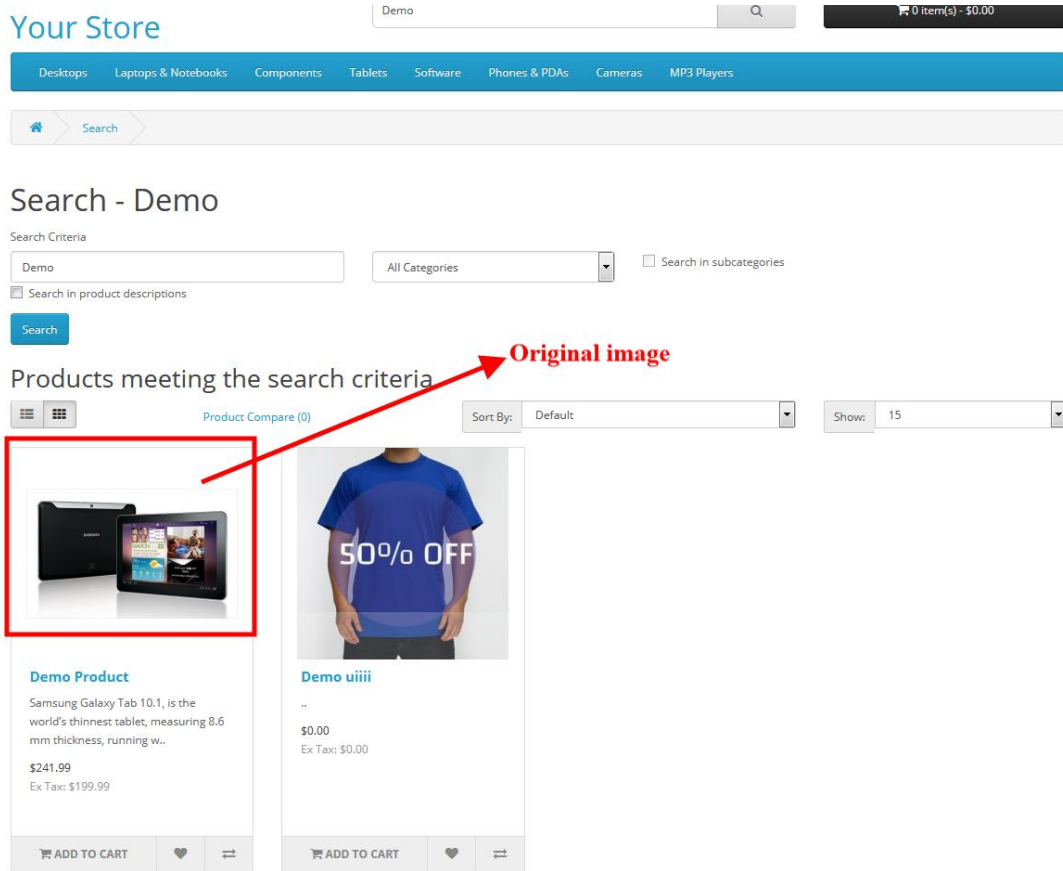 Your Store
Demo
0 item(s) - $0.00
Desktops Laptops & Notebooks Components Tablets Software Phones & PDAs Cameras MP3 Players
Search
Search - Demo
Search Criteria
Demo
All Categories
Search in subcategories
Search in product descriptions
Search
Original image
Products meeting the search criteria
Product Compare (0)
Sort By: Default
Show: 15
50% OFF
Demo Product
Samsung Galaxy Tab 10.1, is the
world's thinnest tablet, measuring 8.6
mm thickness, running w..
$241.99
Ex Tax: $199.99
ADD TO CART
Demo uiiii
..
$0.00
Ex Tax: $0.00
ADD TO CART